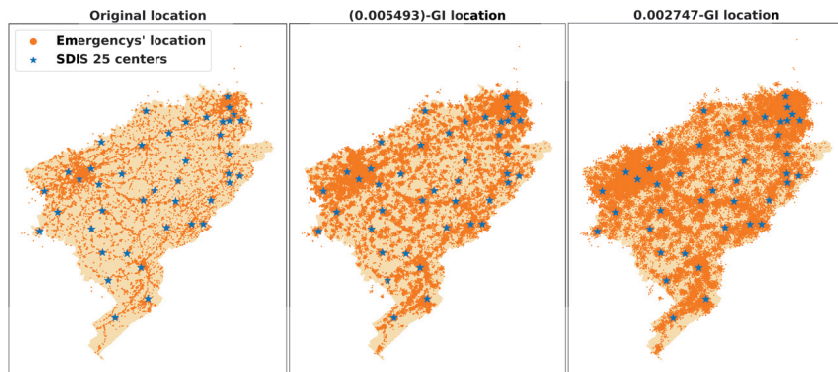 Original location
(0.005493)-GI location
0.002747-GI location
Emergencys' location
SDIS 25 centers